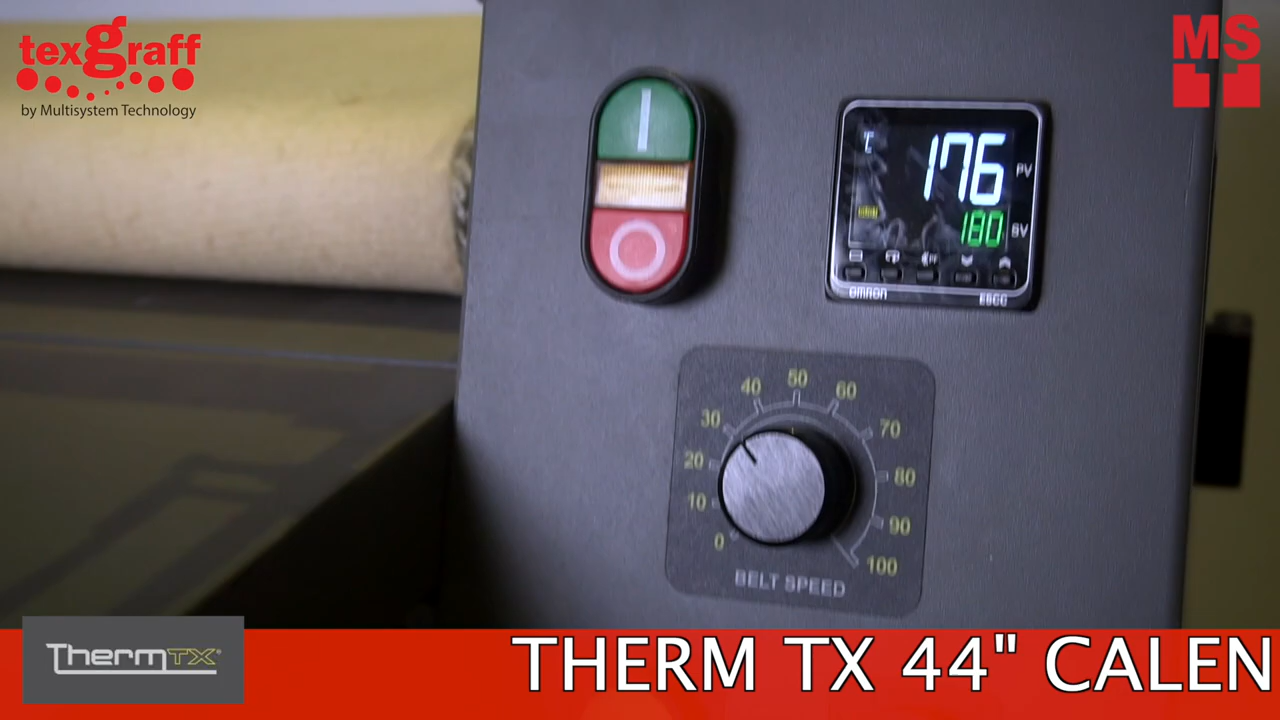 texgraff
by Multisystem Technology
MS
I
176
PV
180
SV
OMRON
E5CC
50
40
60
30
70
20
80
10
90
0
100
BELT SPEED
ThermTX
THERM TX 44" CALEN